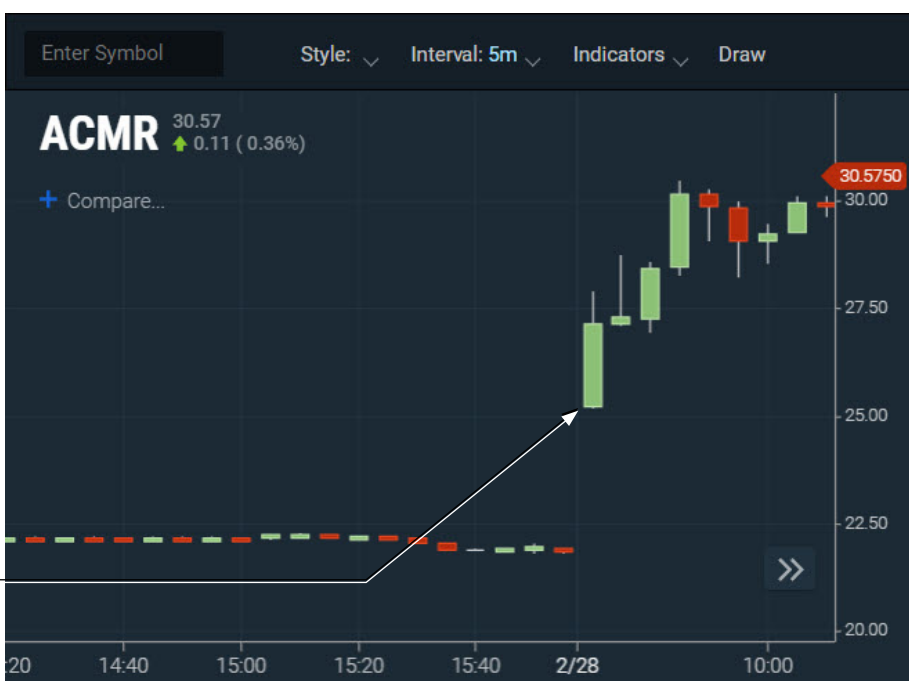 Enter Symbol Style: Interval: 5m Indicators Draw
ACMR 30.57
0.11 ( 0.36%)
+ Compare...
30.5750
30.00
27.50
25.00
22.50
20.00
:20 14:40 15:00 15:20 15:40 2/28 10:00